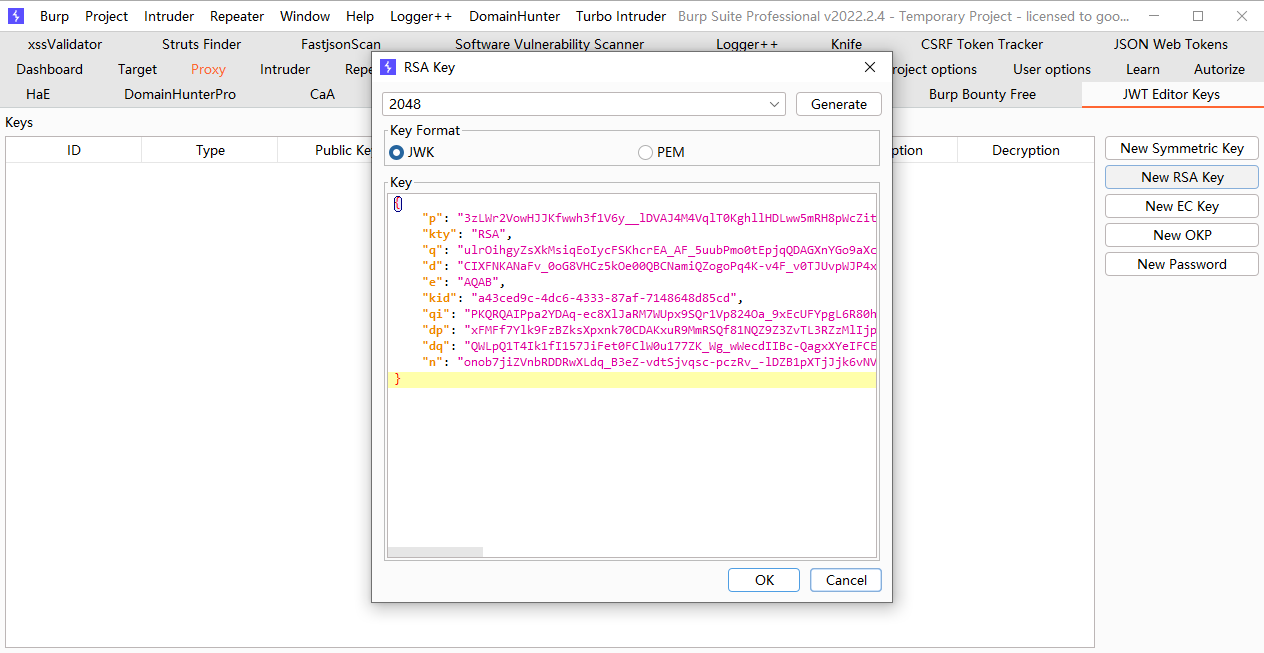 Burp Project Intruder Repeater Window Help Logger++ DomainHunter Turbo Intruder Burp Suite Professional v2022.2.4 - Temporary Project - licensed to goo...
xssValidator Struts Finder FastjsonScan Software Vulnerability Scanner Logger++ Knife CSRF Token Tracker JSON Web Tokens
Dashboard Target Proxy Intruder Repe roject options User options Learn Autorize
HaE DomainHunterPro CaA Burp Bounty Free JWT Editor Keys
Keys
ID Type Public Ke ption Decryption
New Symmetric Key
New RSA Key
New EC Key
New OKP
New Password
RSA Key
2048 Generate
Key Format
JWK PEM
Key
{
"p": "3zLWr2VowHJJKfwwh3f1V6y__lDVAJ4M4VqlT0KghllHDLww5mRH8pWcZit
"kty": "RSA",
"q": "ulrOihgyZsXkMsiqEoIycFSKhcrEA_AF_5uubPmo0tEpjqQDAGXnYGo9aXc
"d": "CIXFNKANaFv_0oG8VHCz5kOe00QBCNamiQZogoPq4K-v4F_v0TJUvpWJP4x
"e": "AQAB",
"kid": "a43ced9c-4dc6-4333-87af-7148648d85cd",
"qi": "PKQRQAIPpa2YDAq-ec8XlJaRM7WUpx9SQr1Vp824Oa_9xEcUFYpgL6R80h
"dp": "xFMFf7Ylk9FzBZksXpxnk70CDAKxuR9MmRSQf81NQZ9Z3ZvTL3RZzMlIjp
"dq": "QWLpQ1T4Ik1fI157JiFet0FClW0u177ZK_Wg_wWecdIIBc-QagxXYeIFCE
"n": "onob7jiZVnbRDDRwXLdq_B3eZ-vdtSjvqsc-pczRv_-lDZB1pXTjJjk6vNV
}
OK Cancel